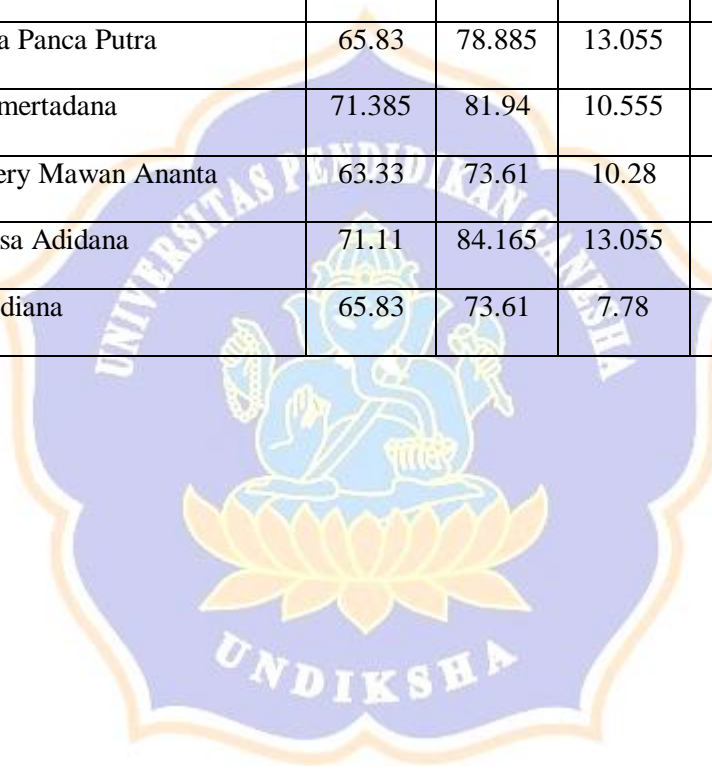 a Panca Putra 65.83 78.885 13.055
mertadana 71.385 81.94 10.555
ery Mawan Ananta 63.33 73.61 10.28
sa Adidana 71.11 84.165 13.055
diana 65.83 73.61 7.78
UNIVERSITAS PENDIDIKAN GANESHA
UNDIKSHA